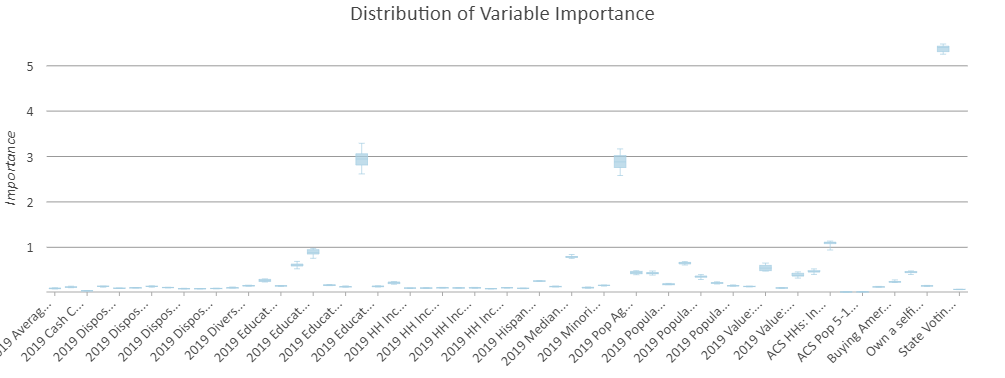 Distribution of Variable Importance
Importance
5
4
3
2
1
2019 Averag...
2019 Cash C...
2019 Dispos...
2019 Dispos...
2019 Dispos...
2019 Dispos...
2019 Divers...
2019 Educat...
2019 Educat...
2019 Educat...
2019 Educat...
2019 HH Inc...
2019 HH Inc...
2019 HH Inc...
2019 HH Inc...
2019 Hispan...
2019 Median...
2019 Minori...
2019 Pop Ag...
2019 Popula...
2019 Popula...
2019 Popula...
2019 Value:...
2019 Value:...
ACS HHs: In...
ACS Pop 5-1...
Buying Amer...
Own a selfi...
State Votin...